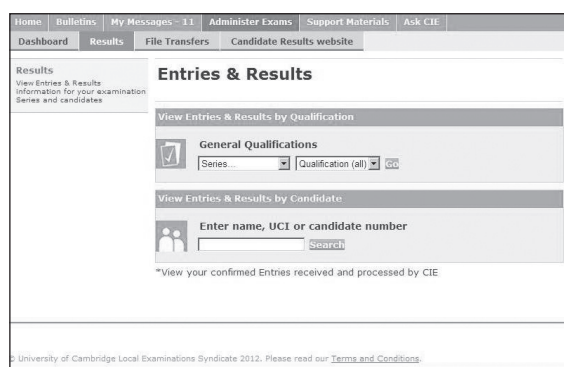 Home Bulletins My Messages - 11 Administer Exams Support Materials Ask CIE
Dashboard Results File Transfers Candidate Results website
Results
View Entries & Results
Information for your examination
Series and candidates
Entries & Results
View Entries & Results by Qualification
General Qualifications
Series... Qualification (all) Go
View Entries & Results by Candidate
Enter name, UCI or candidate number
Search
*View your confirmed Entries received and processed by CIE
© University of Cambridge Local Examinations Syndicate 2012. Please read our Terms and Conditions.